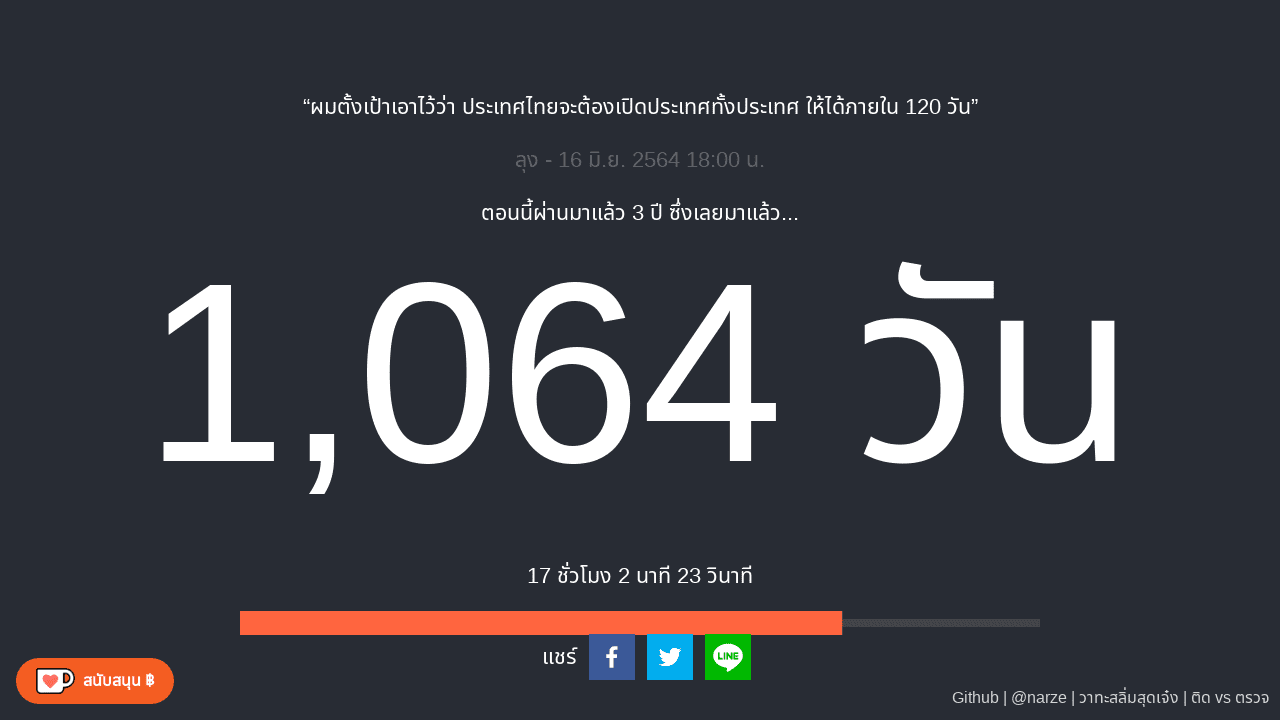 “ผมตั้งเป้าเอาไว้ว่า ประเทศไทยจะต้องเปิดประเทศทั้งประเทศ ให้ได้ภายใน 120 วัน”
ลุง - 16 มิ.ย. 2564 18:00 น.
ตอนนี้ผ่านมาแล้ว 3 ปี ซึ่งเลยมาแล้ว...
1,064 วัน
17 ชั่วโมง 2 นาที 23 วินาที
แชร์
LINE
สนับสนุน ฿
Github | @narze | วาทะสลิ่มสุดเจ๋ง | ติด vs ตรวจ